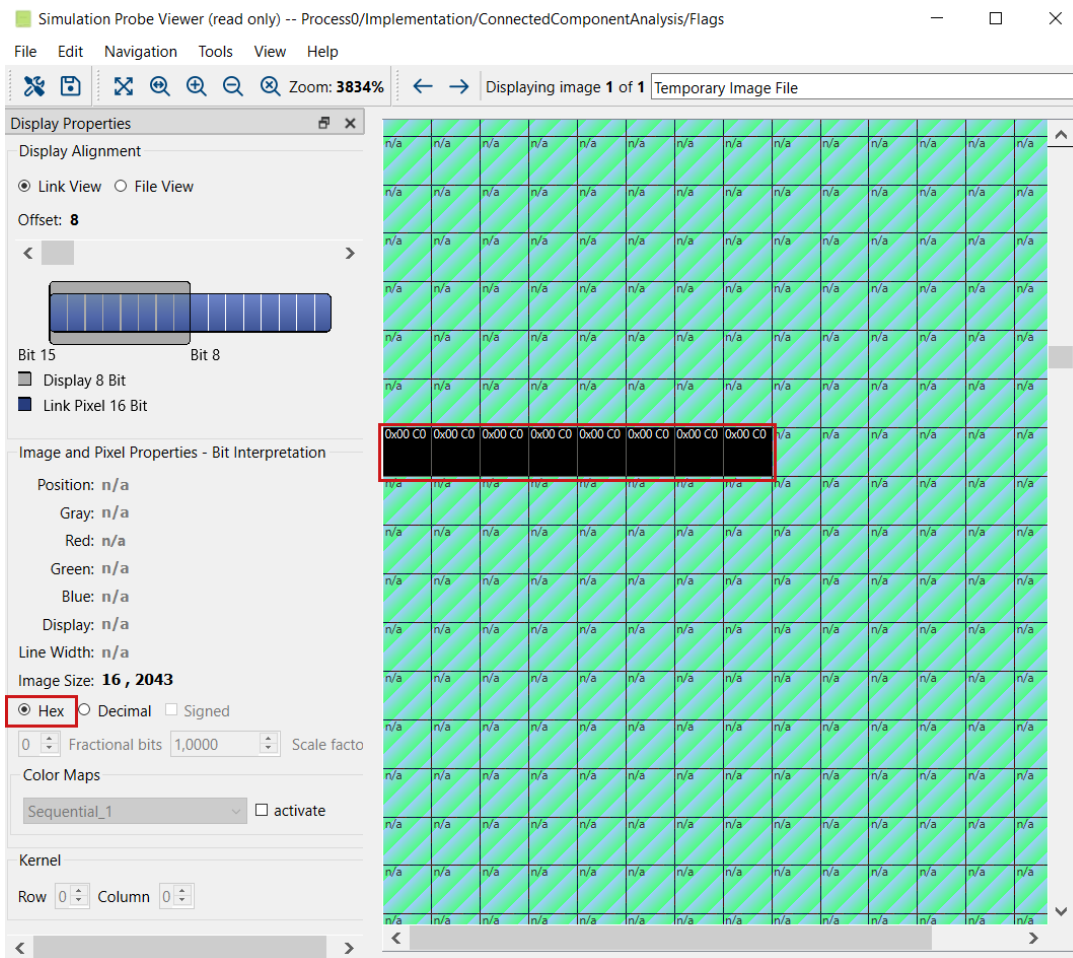 Simulation Probe Viewer (read only) -- Process0/Implementation/ConnectedComponentAnalysis/Flags
File Edit Navigation Tools View Help
Zoom: 3834% Displaying image 1 of 1 Temporary Image File
Display Properties
Display Alignment
Link View File View
Offset: 8
Bit 15 Bit 8
Display 8 Bit
Link Pixel 16 Bit
Image and Pixel Properties - Bit Interpretation
Position: n/a
Gray: n/a
Red: n/a
Green: n/a
Blue: n/a
Display: n/a
Line Width: n/a
Image Size: 16 , 2043
Hex Decimal Signed
0 Fractional bits 1,0000 Scale facto
Color Maps
Sequential_1 activate
Kernel
Row 0 Column 0
n/a n/a n/a n/a n/a n/a n/a n/a n/a n/a n/a n/a n/a n/a
n/a n/a n/a n/a n/a n/a n/a n/a n/a n/a n/a n/a n/a n/a
n/a n/a n/a n/a n/a n/a n/a n/a n/a n/a n/a n/a n/a n/a
n/a n/a n/a n/a n/a n/a n/a n/a n/a n/a n/a n/a n/a n/a
n/a n/a n/a n/a n/a n/a n/a n/a n/a n/a n/a n/a n/a n/a
n/a n/a n/a n/a n/a n/a n/a n/a n/a n/a n/a n/a n/a n/a
0x00 C0 0x00 C0 0x00 C0 0x00 C0 0x00 C0 0x00 C0 0x00 C0 0x00 C0 n/a n/a n/a n/a n/a n/a
n/a n/a n/a n/a n/a n/a n/a n/a n/a n/a n/a n/a n/a n/a
n/a n/a n/a n/a n/a n/a n/a n/a n/a n/a n/a n/a n/a n/a
n/a n/a n/a n/a n/a n/a n/a n/a n/a n/a n/a n/a n/a n/a
n/a n/a n/a n/a n/a n/a n/a n/a n/a n/a n/a n/a n/a n/a
n/a n/a n/a n/a n/a n/a n/a n/a n/a n/a n/a n/a n/a n/a
n/a n/a n/a n/a n/a n/a n/a n/a n/a n/a n/a n/a n/a n/a
n/a n/a n/a n/a n/a n/a n/a n/a n/a n/a n/a n/a n/a n/a
n/a n/a n/a n/a n/a n/a n/a n/a n/a n/a n/a n/a n/a n/a
n/a n/a n/a n/a n/a n/a n/a n/a n/a n/a n/a n/a n/a n/a
n/a n/a n/a n/a n/a n/a n/a n/a n/a n/a n/a n/a n/a n/a